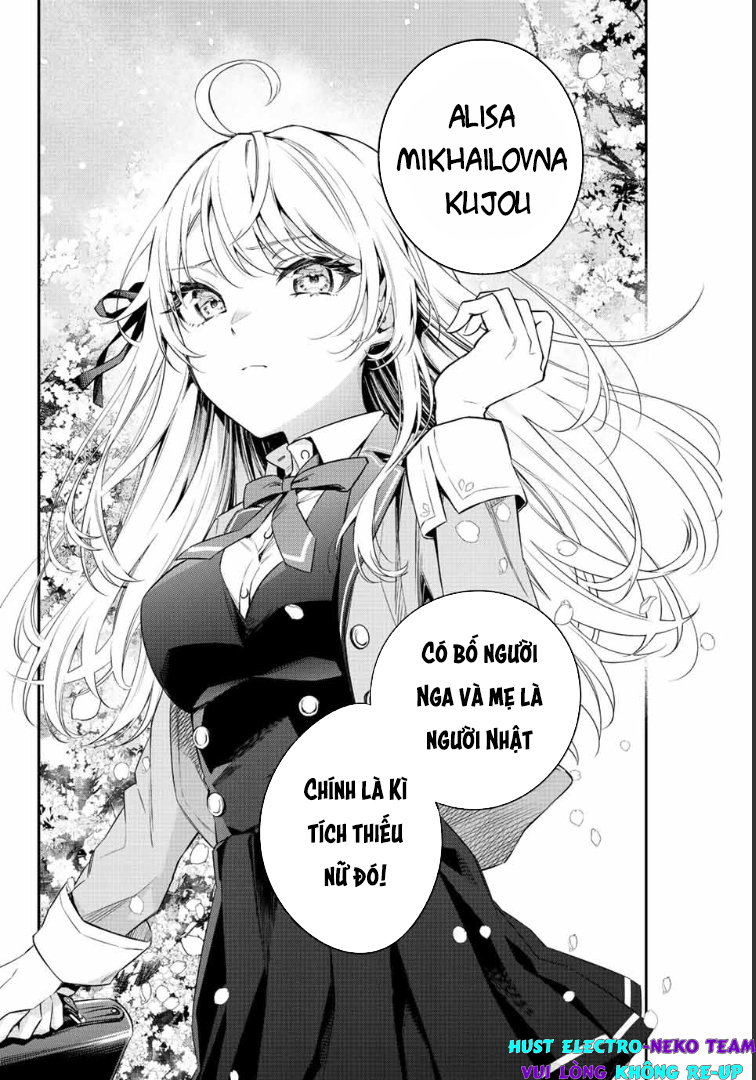 ALISA
MIKHAILOVNA
KUJOU
CÓ BỐ NGƯỜI
NGA VÀ MẸ LÀ
NGƯỜI NHẬT
CHÍNH LÀ KÌ
TÍCH THIẾU
NỮ ĐÓ!
HUST ELECTRO-NEKO TEAM
VUI LÒNG KHÔNG RE-UP